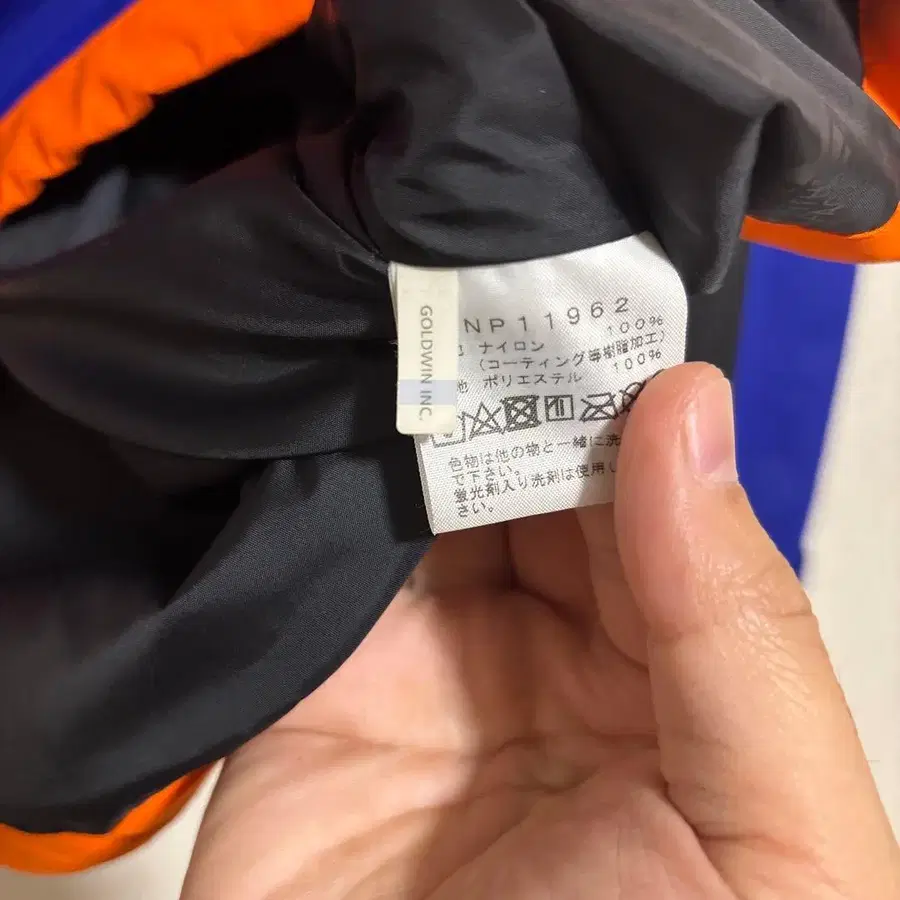 GOLDWIN INC.
NP11962
ナイロン 100%
(コーティング等樹脂加工)
地 ポリエステル 100%
色物は他の物と一緒に洗
で下さい。
蛍光剤入り洗剤は使用し
さい。